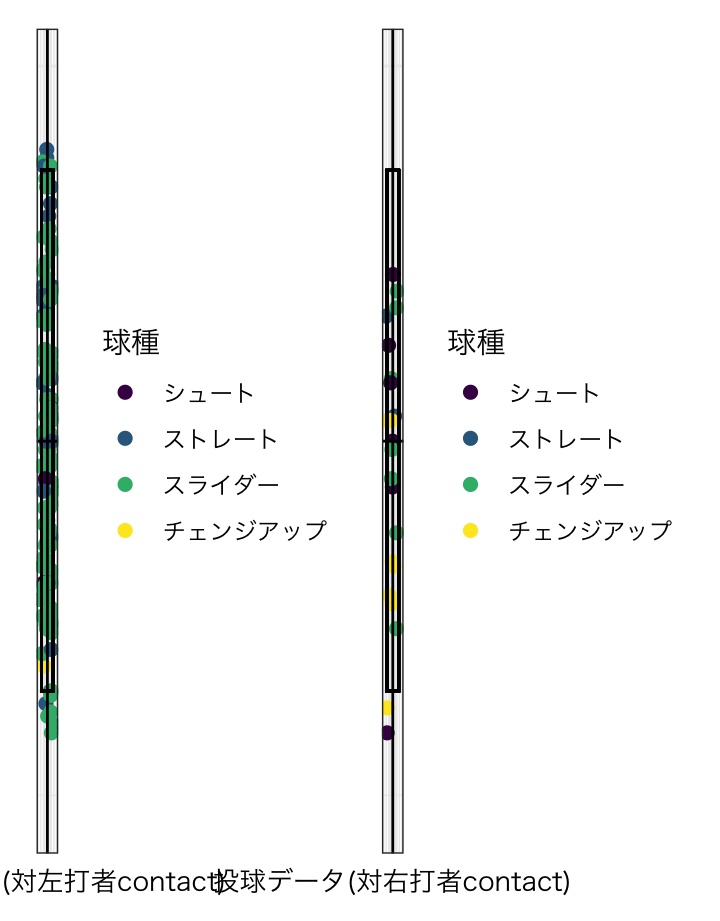 球種
シュート
ストレート
スライダー
チェンジアップ
球種
シュート
ストレート
スライダー
チェンジアップ
(対左打者contact)
投球データ(対右打者contact)